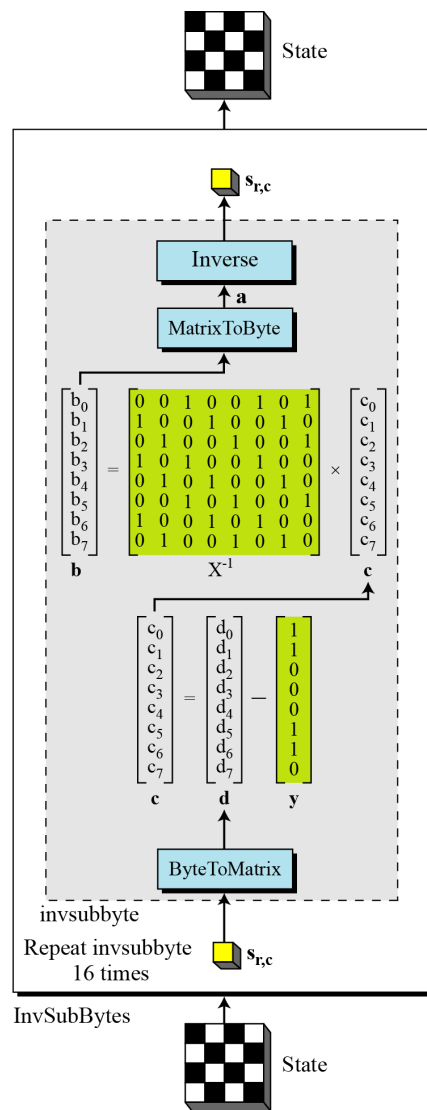 State
s_r,c
Inverse
a
MatrixToByte
b₀ 0 0 1 0 0 1 0 1 c₀
b₁ 1 0 0 1 0 0 1 0 c₁
b₂ 0 1 0 0 1 0 0 1 c₂
b₃ = 1 0 1 0 0 1 0 0 × c₃
b₄ 0 1 0 1 0 0 1 0 c₄
b₅ 0 0 1 0 1 0 0 1 c₅
b₆ 1 0 0 1 0 1 0 0 c₆
b₇ 0 1 0 0 1 0 1 0 c₇
b X⁻¹ c
c₀ d₀ 1
c₁ d₁ 1
c₂ d₂ 0
c₃ = d₃ − 0
c₄ d₄ 0
c₅ d₅ 1
c₆ d₆ 1
c₇ d₇ 0
c d y
ByteToMatrix
invsubbyte
Repeat invsubbyte
16 times
s_r,c
InvSubBytes
State